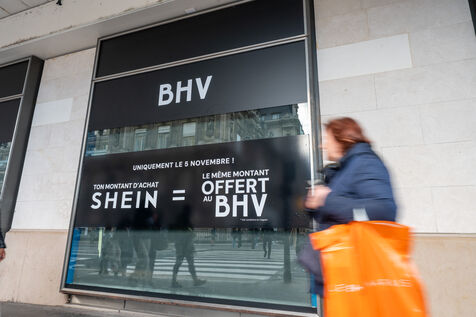 BHV
UNIQUEMENT LE 5 NOVEMBRE !
TON MONTANT D'ACHAT
SHEIN
=
LE MÊME MONTANT
OFFERT
AU BHV